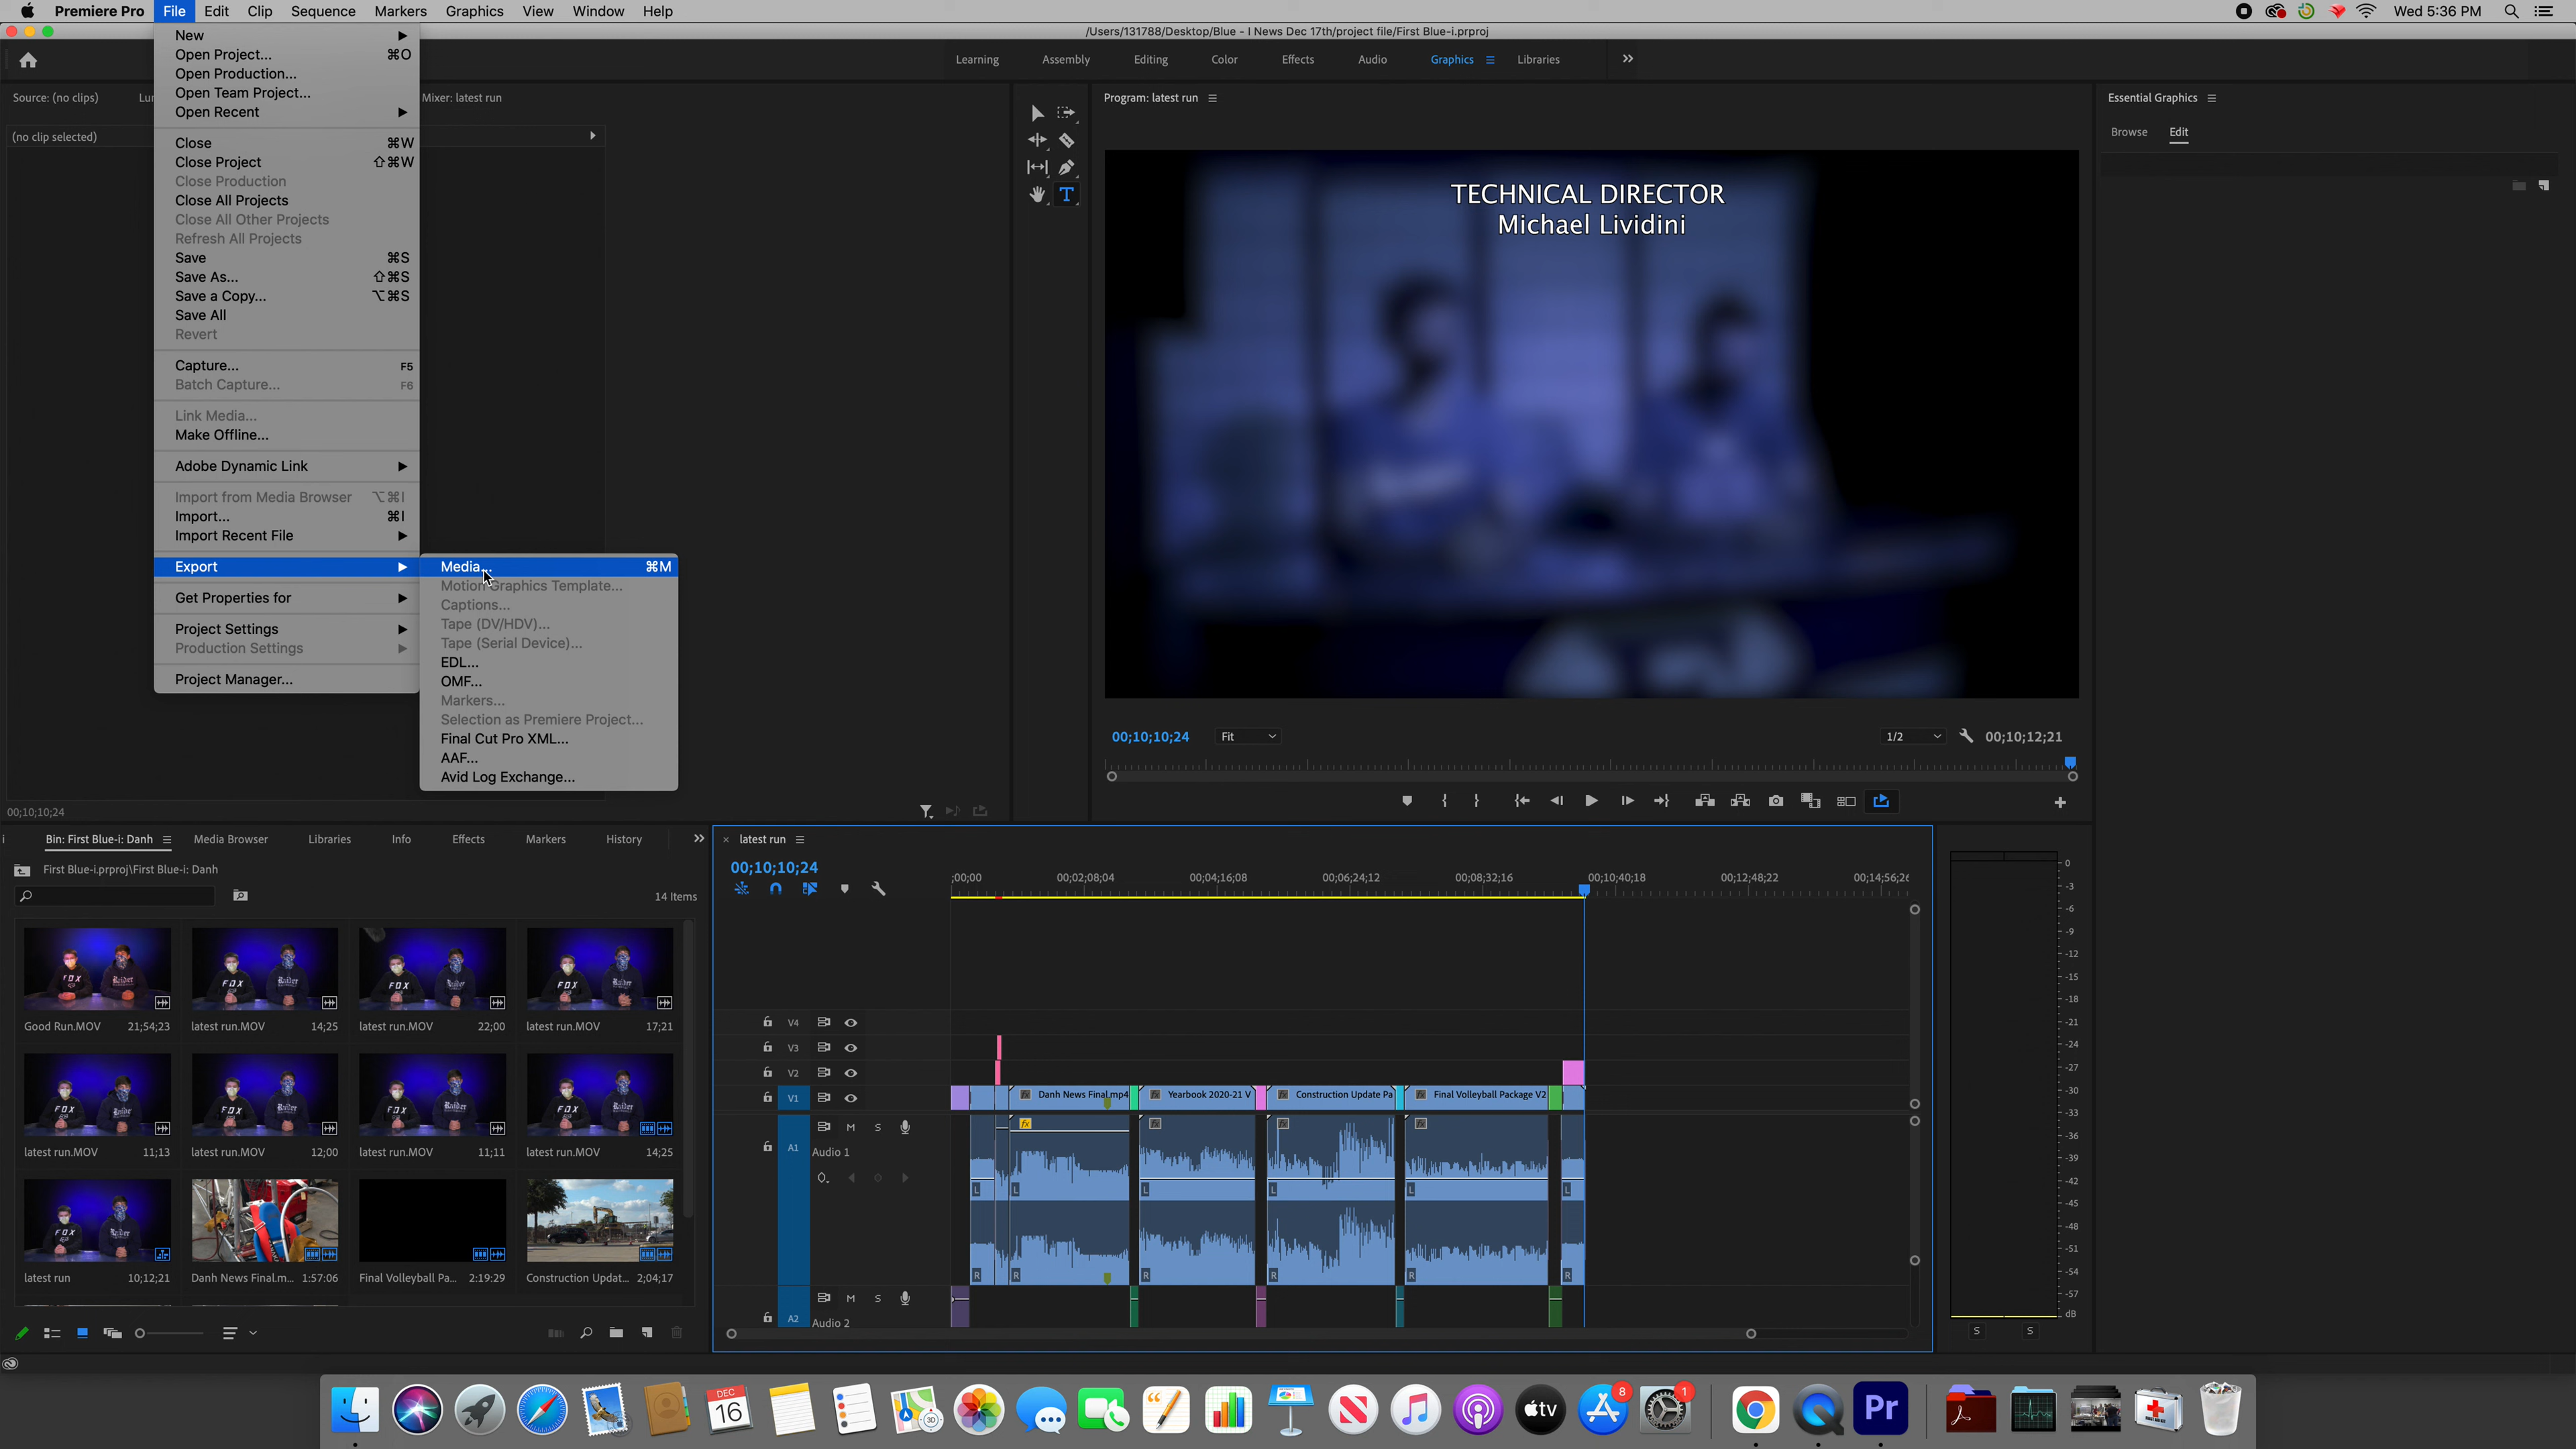 Premiere Pro File Edit Clip Sequence Markers Graphics View Window Help Wed 5:36 PM
/Users/131788/Desktop/Blue - I News Dec 17th/project file/First Blue-i.prproj
Learning Assembly Editing Color Effects Audio Graphics Libraries
New
Open Project... ⌘O
Open Production...
Open Team Project...
Open Recent
Close ⌘W
Close Project ⇧⌘W
Close Production
Close All Projects
Close All Other Projects
Refresh All Projects
Save ⌘S
Save As... ⇧⌘S
Save a Copy... ⌥⌘S
Save All
Revert
Capture... F5
Batch Capture... F6
Link Media...
Make Offline...
Adobe Dynamic Link
Import from Media Browser ⌥⌘I
Import... ⌘I
Import Recent File
Export
Get Properties for
Project Settings
Production Settings
Project Manager...
Media... ⌘M
Motion Graphics Template...
Captions...
Tape (DV/HDV)...
Tape (Serial Device)...
EDL...
OMF...
Markers...
Selection as Premiere Project...
Final Cut Pro XML...
AAF...
Avid Log Exchange...
Source: (no clips) Lu Mixer: latest run
(no clip selected)
00;10;10;24
Program: latest run
TECHNICAL DIRECTOR
Michael Lividini
00;10;10;24 Fit 1/2 00;10;12;21
Essential Graphics
Browse Edit
Bin: First Blue-i: Danh Media Browser Libraries Info Effects Markers History
First Blue-i.prproj\First Blue-i: Danh
14 Items
Good Run.MOV 21;54;23 latest run.MOV 14;25 latest run.MOV 22;00 latest run.MOV 17;21
latest run.MOV 11;13 latest run.MOV 12;00 latest run.MOV 11;11 latest run.MOV 14;25
latest run 10;12;21 Danh News Final.m... 1:57:06 Final Volleyball Pa... 2:19:29 Construction Updat... 2;04;17
× latest run
00;10;10;24
;00;00 00;02;08;04 00;04;16;08 00;06;24;12 00;08;32;16 00;10;40;18 00;12;48;22 00;14;56;26
V4
V3
V2
V1 fx Danh News Final.mp4 fx Yearbook 2020-21 V fx Construction Update Pa fx Final Volleyball Package V2
M S fx fx fx fx
A1 Audio 1
L L L L L
R R R R R
M S
A2 Audio 2
0
-3
-6
-9
-12
-15
-18
-21
-24
-27
-30
-33
-36
-39
-42
-45
-48
-51
-54
-57
dB
S S
DEC
16
3D
tv
8
1
Pr